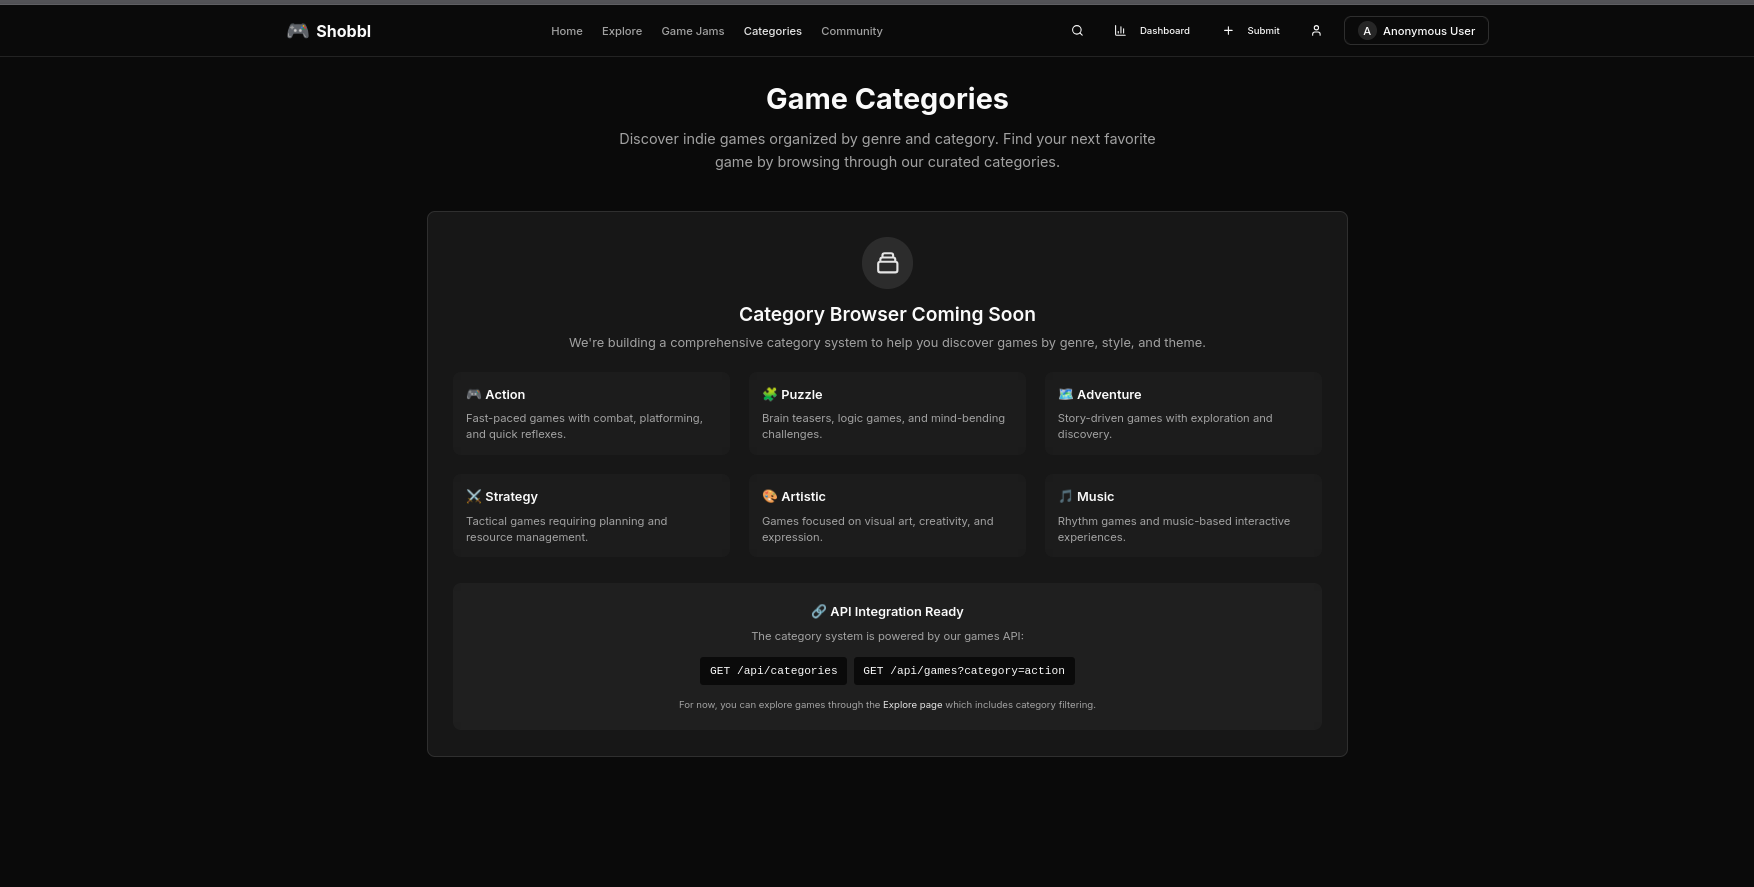 Shobbl
Home
Explore
Game Jams
Categories
Community
Dashboard
Submit
A
Anonymous User
Game Categories
Discover indie games organized by genre and category. Find your next favorite
game by browsing through our curated categories.
Category Browser Coming Soon
We're building a comprehensive category system to help you discover games by genre, style, and theme.
🎮 Action
Fast-paced games with combat, platforming,
and quick reflexes.
🧩 Puzzle
Brain teasers, logic games, and mind-bending
challenges.
🗺️ Adventure
Story-driven games with exploration and
discovery.
⚔️ Strategy
Tactical games requiring planning and
resource management.
🎨 Artistic
Games focused on visual art, creativity, and
expression.
🎵 Music
Rhythm games and music-based interactive
experiences.
🔗 API Integration Ready
The category system is powered by our games API:
GET /api/categories
GET /api/games?category=action
For now, you can explore games through the Explore page which includes category filtering.